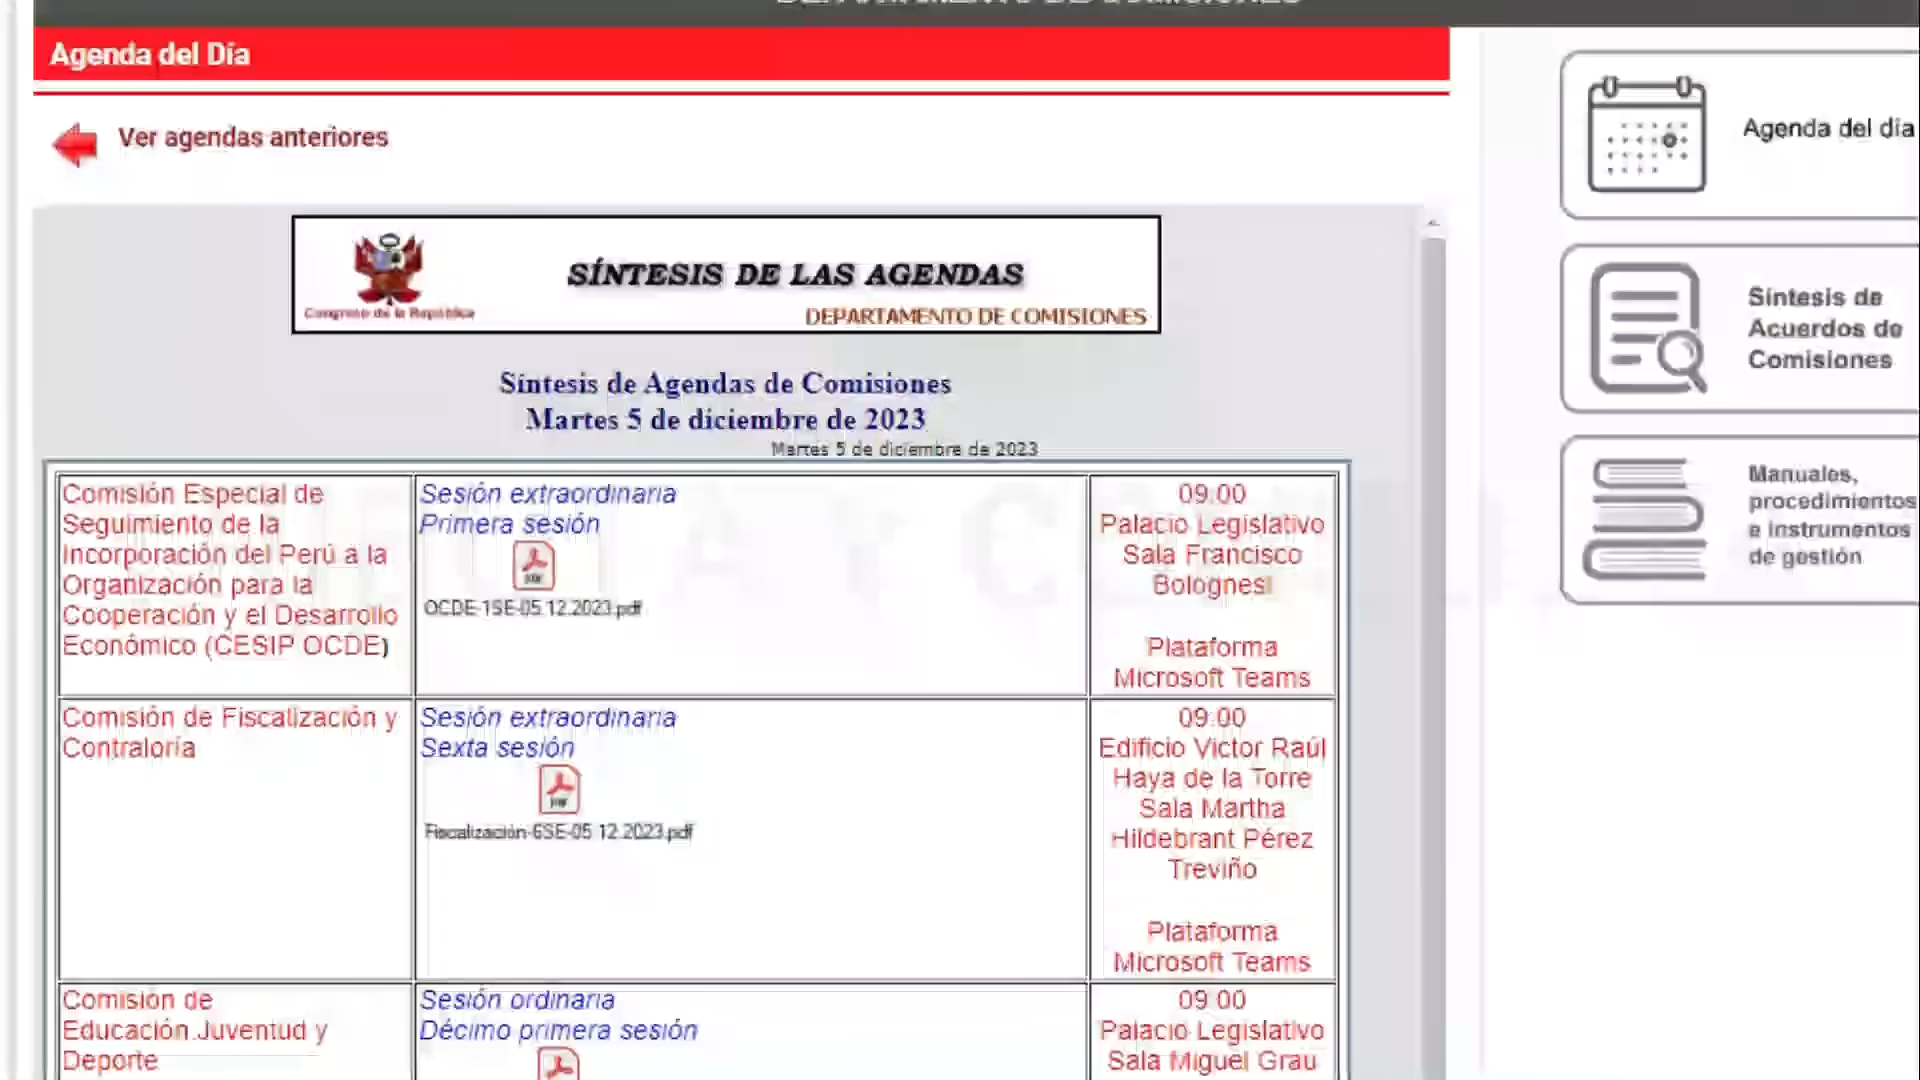 Agenda del Día
Ver agendas anteriores
Congreso de la República
SÍNTESIS DE LAS AGENDAS
DEPARTAMENTO DE COMISIONES
Síntesis de Agendas de Comisiones
Martes 5 de diciembre de 2023
Martes 5 de diciembre de 2023
Comisión Especial de
Seguimiento de la
Incorporación del Perú a la
Organización para la
Cooperación y el Desarrollo
Económico (CESIP OCDE)
Sesión extraordinaria
Primera sesión
OCDE-1SE-05.12.2023.pdf
09:00
Palacio Legislativo
Sala Francisco
Bolognesi
Plataforma
Microsoft Teams
Comisión de Fiscalización y
Contraloría
Sesión extraordinaria
Sexta sesión
Fiscalización-6SE-05.12.2023.pdf
09:00
Edificio Victor Raúl
Haya de la Torre
Sala Martha
Hildebrant Pérez
Treviño
Plataforma
Microsoft Teams
Comisión de
Educación.Juventud y
Deporte
Sesión ordinaria
Décimo primera sesión
09:00
Palacio Legislativo
Sala Miguel Grau
Agenda del día
Síntesis de
Acuerdos de
Comisiones
Manuales,
procedimientos
e instrumentos
de gestión